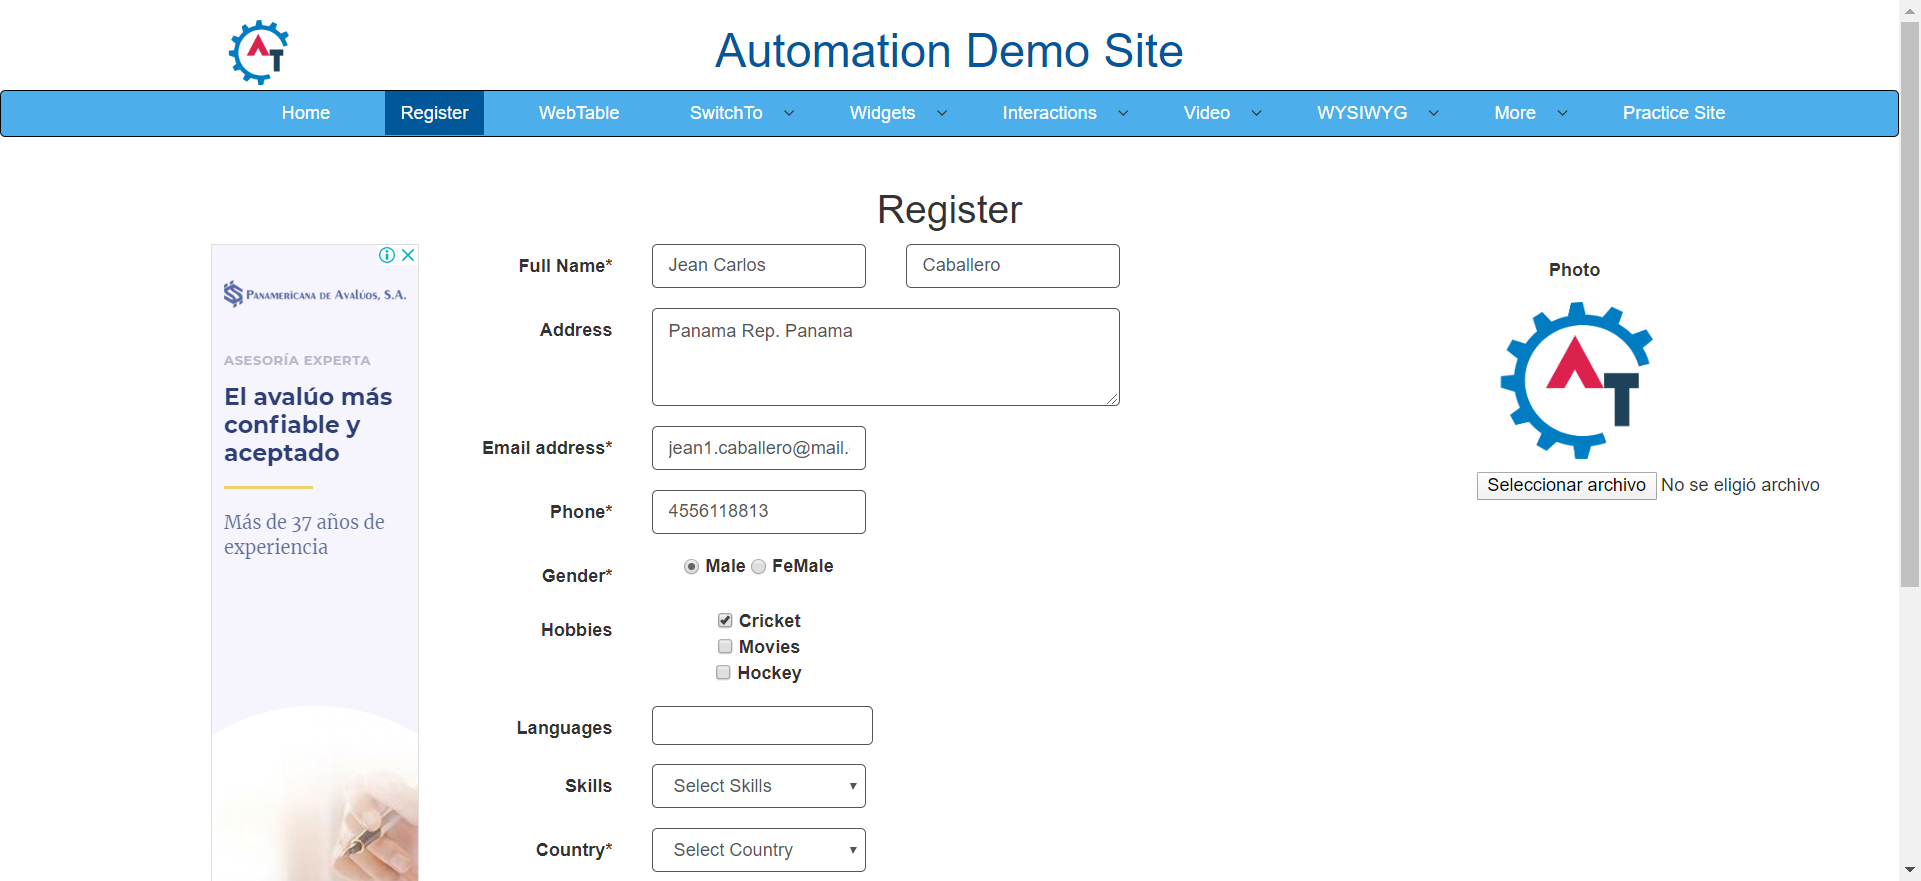 Automation Demo Site
Home Register WebTable SwitchTo Widgets Interactions Video WYSIWYG More Practice Site
Register
PANAMERICANA DE AVALÚOS, S.A.
ASESORÍA EXPERTA
El avalúo más
confiable y
aceptado
Más de 37 años de
experiencia
Full Name* Jean Carlos Caballero
Address Panama Rep. Panama
Email address* jean1.caballero@mail.
Phone* 4556118813
Gender* Male FeMale
Hobbies Cricket
Movies
Hockey
Languages
Skills Select Skills
Country* Select Country
Photo
AT
Seleccionar archivo No se eligió archivo